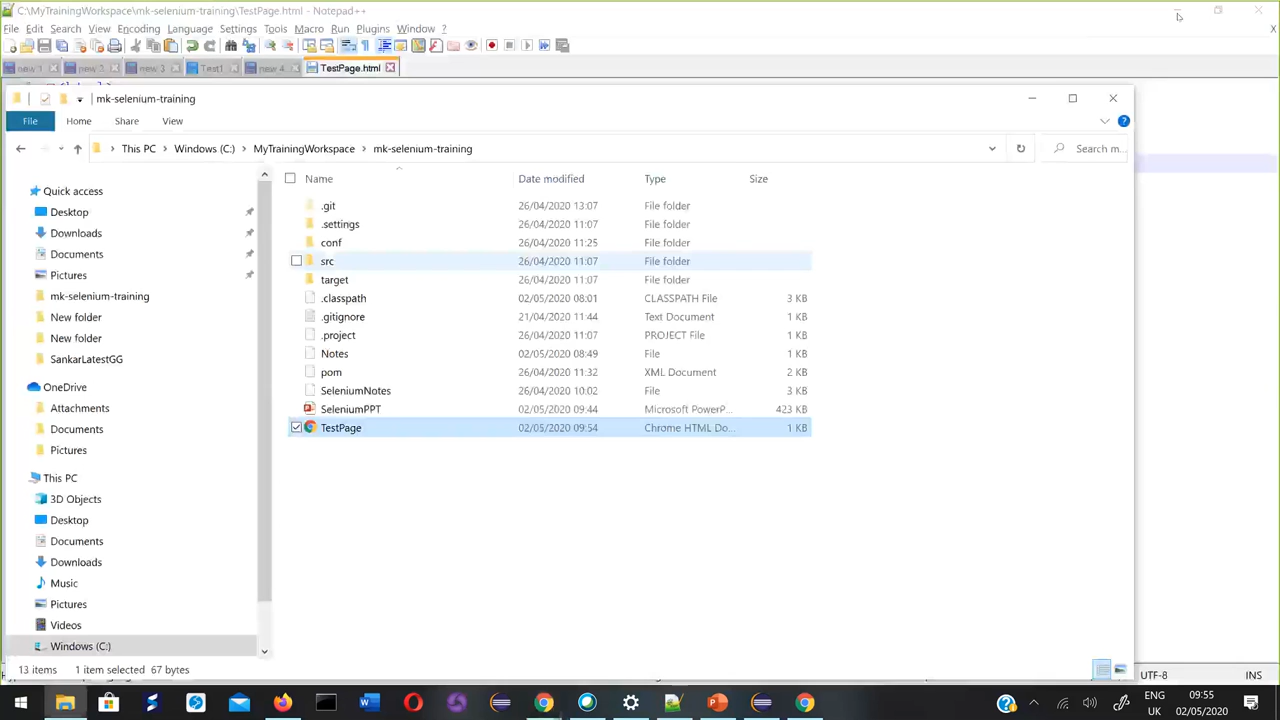 C:\MyTrainingWorkspace\mk-selenium-training\TestPage.html - Notepad++
File Edit Search View Encoding Language Settings Tools Macro Run Plugins Window ?
X
new 1 new 2 new 3 Test1 new 4 TestPage.html
mk-selenium-training
File Home Share View
This PC > Windows (C:) > MyTrainingWorkspace > mk-selenium-training
Search m...
Name Date modified Type Size
.git 26/04/2020 13:07 File folder
.settings 26/04/2020 11:07 File folder
conf 26/04/2020 11:25 File folder
src 26/04/2020 11:07 File folder
target 26/04/2020 11:07 File folder
.classpath 02/05/2020 08:01 CLASSPATH File 3 KB
.gitignore 21/04/2020 11:44 Text Document 1 KB
.project 26/04/2020 11:07 PROJECT File 1 KB
Notes 02/05/2020 08:49 File 1 KB
pom 26/04/2020 11:32 XML Document 2 KB
SeleniumNotes 26/04/2020 10:02 File 3 KB
SeleniumPPT 02/05/2020 09:44 Microsoft PowerP... 423 KB
TestPage 02/05/2020 09:54 Chrome HTML Do... 1 KB
Quick access
Desktop
Downloads
Documents
Pictures
mk-selenium-training
New folder
New folder
SankarLatestGG
OneDrive
Attachments
Documents
Pictures
This PC
3D Objects
Desktop
Documents
Downloads
Music
Pictures
Videos
Windows (C:)
13 items 1 item selected 67 bytes
UTF-8 INS
ENG
UK
09:55
02/05/2020